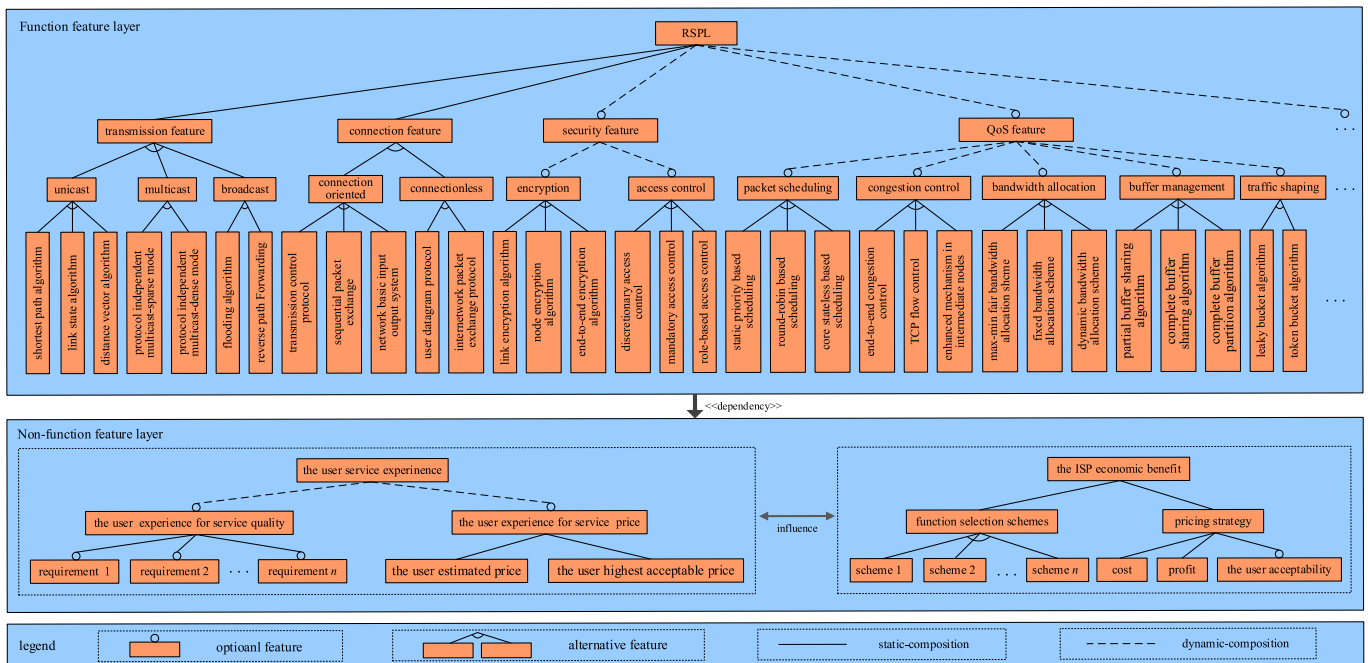 Function feature layer
RSPL
transmission feature
connection feature
security feature
QoS feature
. . .
unicast
multicast
broadcast
connection
oriented
connectionless
encryption
access control
packet scheduling
congestion control
bandwidth allocation
buffer management
traffic shaping
. . .
shortest path algorithm
link state algorithm
distance vector algorithm
protocol independent
multicast-sparse mode
protocol independent
multicast-dense mode
flooding algorithm
reverse path Forwarding
transmission control
protocol
sequential packet
exchange
network basic input
output system
user datagram protocol
internetwork packet
exchange protocol
link encryption algorithm
node encryption
algorithm
end-to-end encryption
algorithm
discretionary access
control
mandatory access control
role-based access control
static priority based
scheduling
round-robin based
scheduling
core stateless based
scheduling
end-to-end congestion
control
TCP flow control
enhanced mechanism in
intermediate nodes
max-min fair bandwidth
allocation shcme
fixed bandwidth
allocation scheme
dynamic bandwidth
allocation scheme
partial buffer sharing
algorithm
complete buffer
sharing algorithm
complete buffer
partition algorithm
leaky bucket algorithm
token bucket algorithm
. . .
<<dependency>>
Non-function feature layer
the user service experinence
the user experience for service quality
the user experience for service price
requirement 1
requirement 2
. . .
requirement n
the user estimated price
the user highest acceptable price
influence
the ISP economic benefit
function selection schemes
pricing strategy
scheme 1
scheme 2
. . .
scheme n
cost
profit
the user acceptability
legend
optioanl feature
alternative feature
static-composition
dynamic-composition